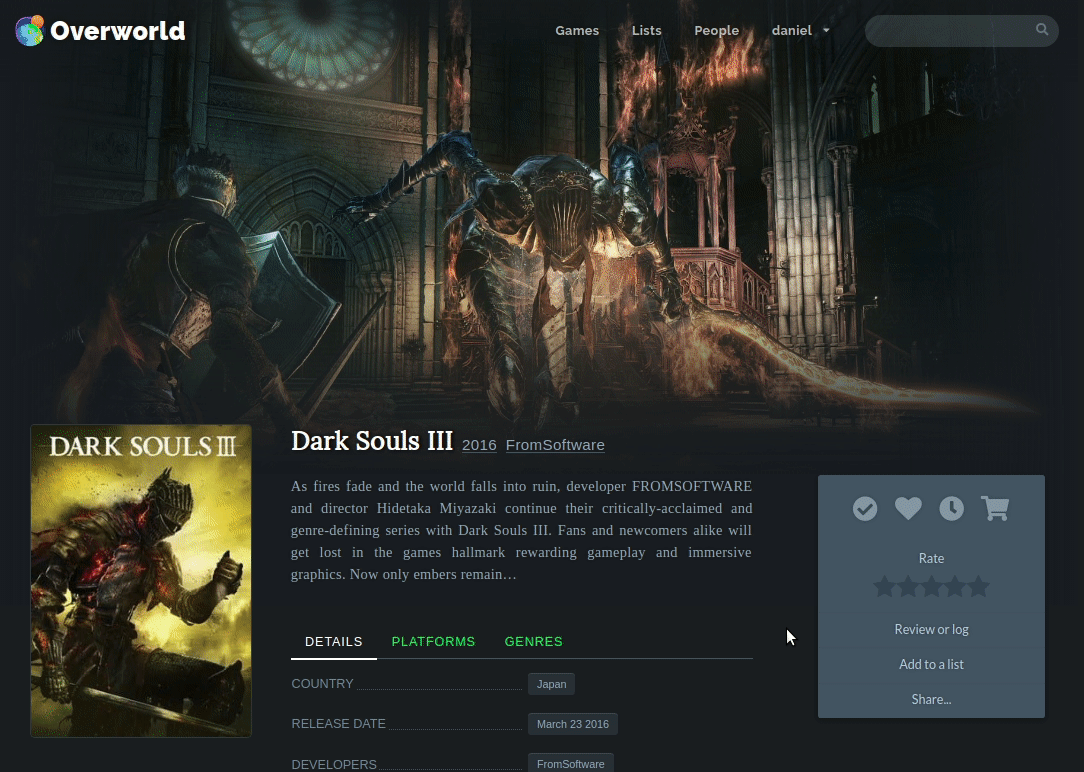 Overworld
Games Lists People daniel
DARK SOULS III
Dark Souls III 2016 FromSoftware
As fires fade and the world falls into ruin, developer FROMSOFTWARE
and director Hidetaka Miyazaki continue their critically-acclaimed and
genre-defining series with Dark Souls III. Fans and newcomers alike will
get lost in the games hallmark rewarding gameplay and immersive
graphics. Now only embers remain…
DETAILS PLATFORMS GENRES
COUNTRY Japan
RELEASE DATE March 23 2016
DEVELOPERS FromSoftware
Rate
Review or log
Add to a list
Share...